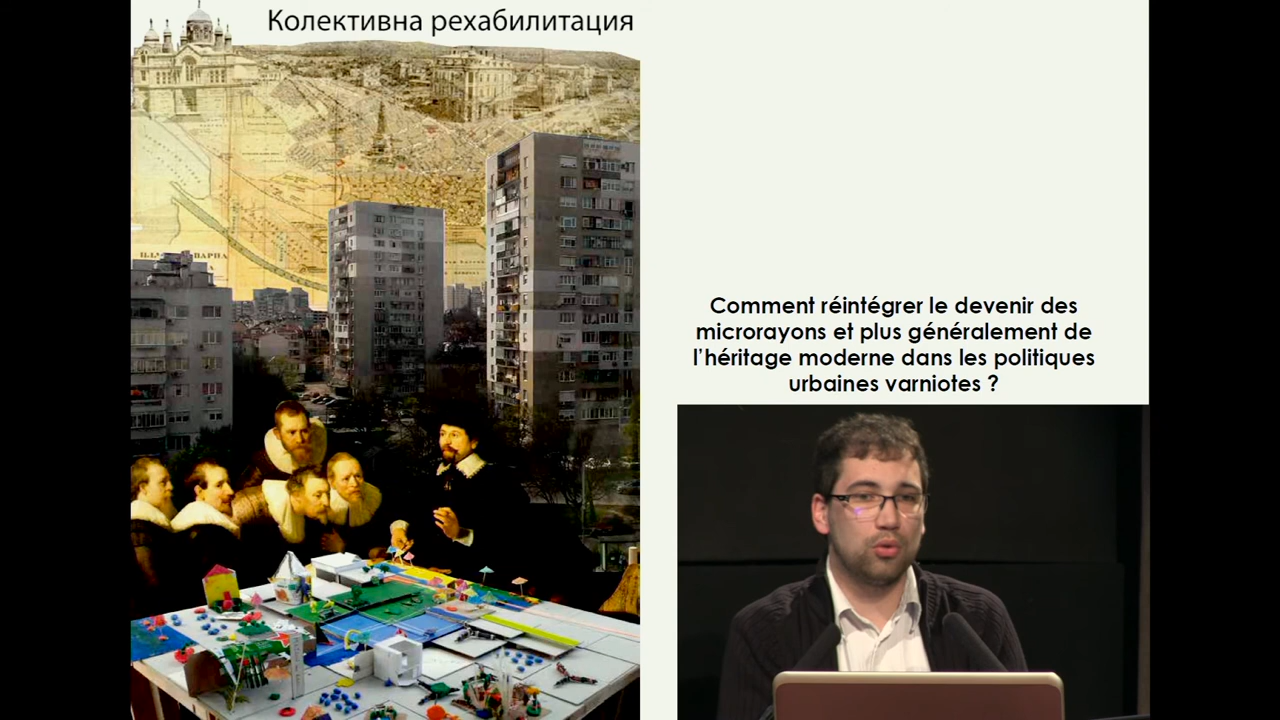 Колективна рехабилитация
Comment réintégrer le devenir des
microrayons et plus généralement de
l'héritage moderne dans les politiques
urbaines varniotes ?